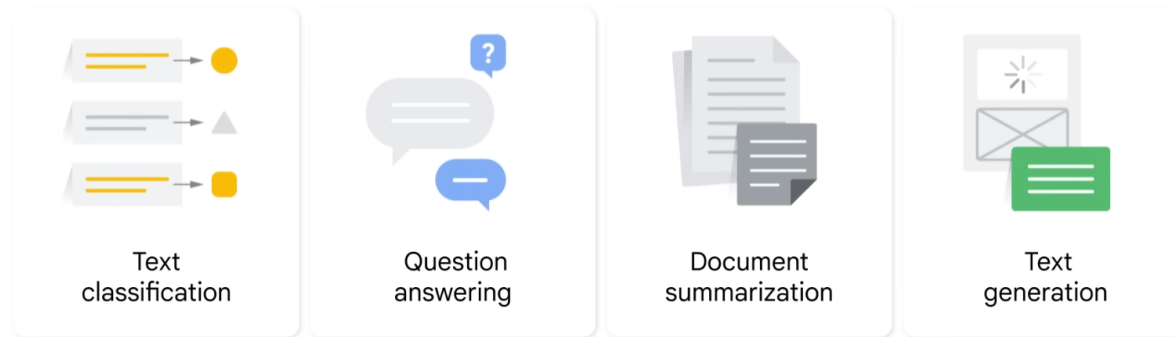 ?
Text
classification
Question
answering
Document
summarization
Text
generation